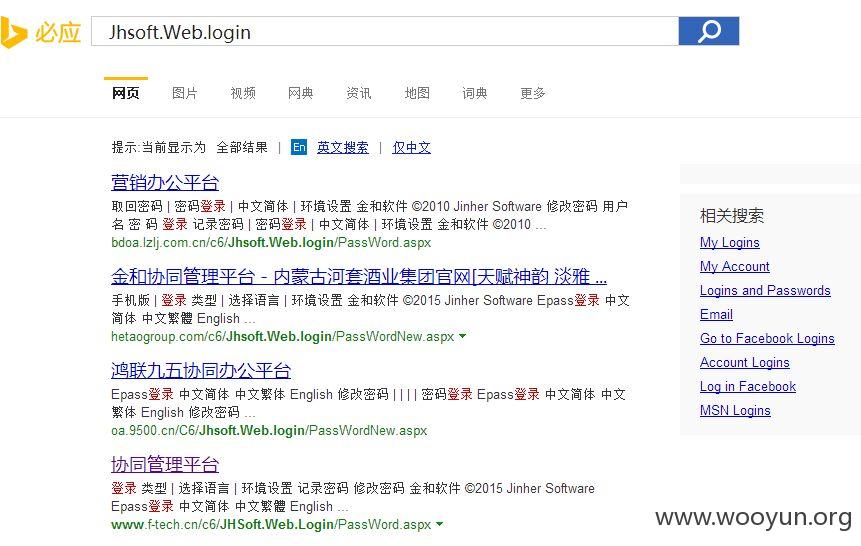 必应
Jhsoft.Web.login
网页 图片 视频 网典 资讯 地图 词典 更多
提示:当前显示为 全部结果 | En 英文搜索 | 仅中文
营销办公平台
取回密码 | 密码登录 | 中文简体 | 环境设置 金和软件 ©2010 Jinher Software 修改密码 用户
名 密 码 登录 记录密码 | 密码登录 | 中文简体 | 环境设置 金和软件 ©2010 ...
bdoa.lzlj.com.cn/c6/Jhsoft.Web.login/PassWord.aspx
金和协同管理平台 - 内蒙古河套酒业集团官网[天赋神韵 淡雅 ...
手机版 | 登录 类型 | 选择语言 | 环境设置 金和软件 ©2015 Jinher Software Epass登录 中文
简体 中文繁體 English ...
hetaogroup.com/c6/Jhsoft.Web.login/PassWordNew.aspx
鸿联九五协同办公平台
Epass登录 中文简体 中文繁体 English 修改密码 | | | | 密码登录 Epass登录 中文简体 中文
繁体 English 修改密码 ...
oa.9500.cn/C6/Jhsoft.Web.login/PassWordNew.aspx
协同管理平台
登录 类型 | 选择语言 | 环境设置 记录密码 修改密码 金和软件 ©2015 Jinher Software
Epass登录 中文简体 中文繁體 English ...
www.f-tech.cn/c6/JHSoft.Web.Login/PassWord.aspx
相关搜索
My Logins
My Account
Logins and Passwords
Email
Go to Facebook Logins
Account Logins
Log in Facebook
MSN Logins
www.wooyun.org